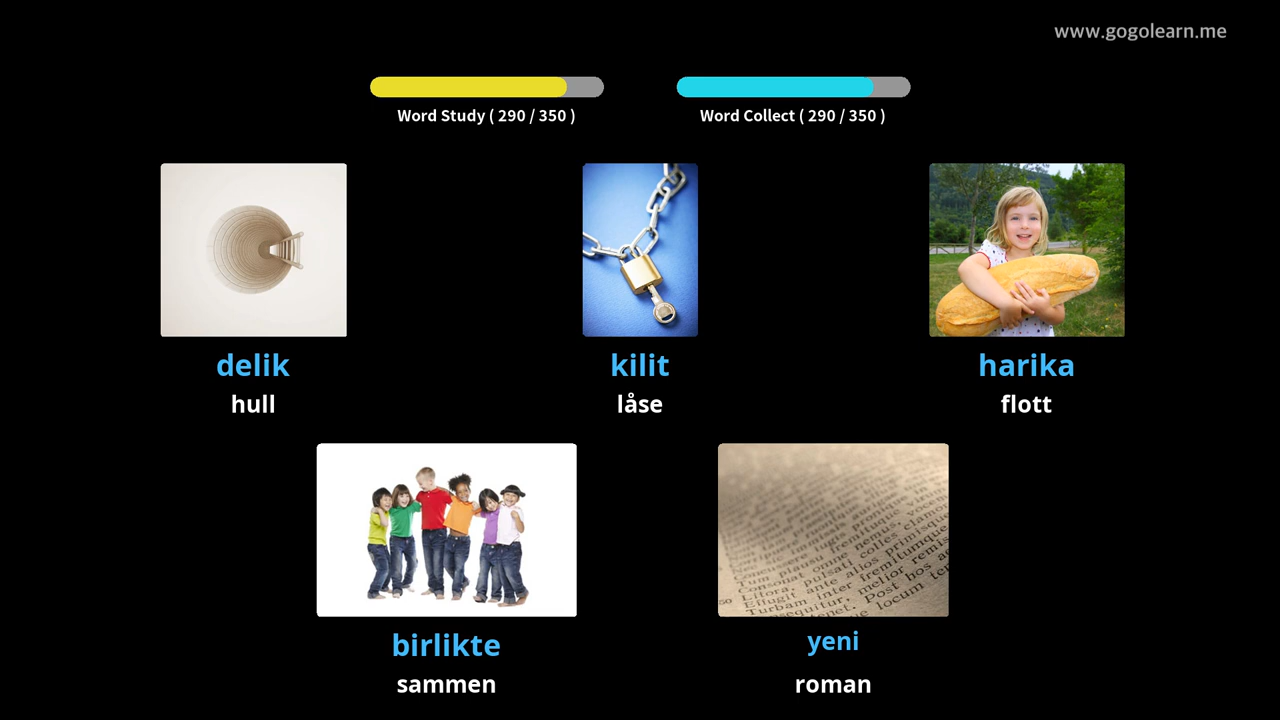 www.gogolearn.me
Word Study ( 290 / 350 )
Word Collect ( 290 / 350 )
delik
hull
kilit
låse
harika
flott
birlikte
sammen
yeni
roman